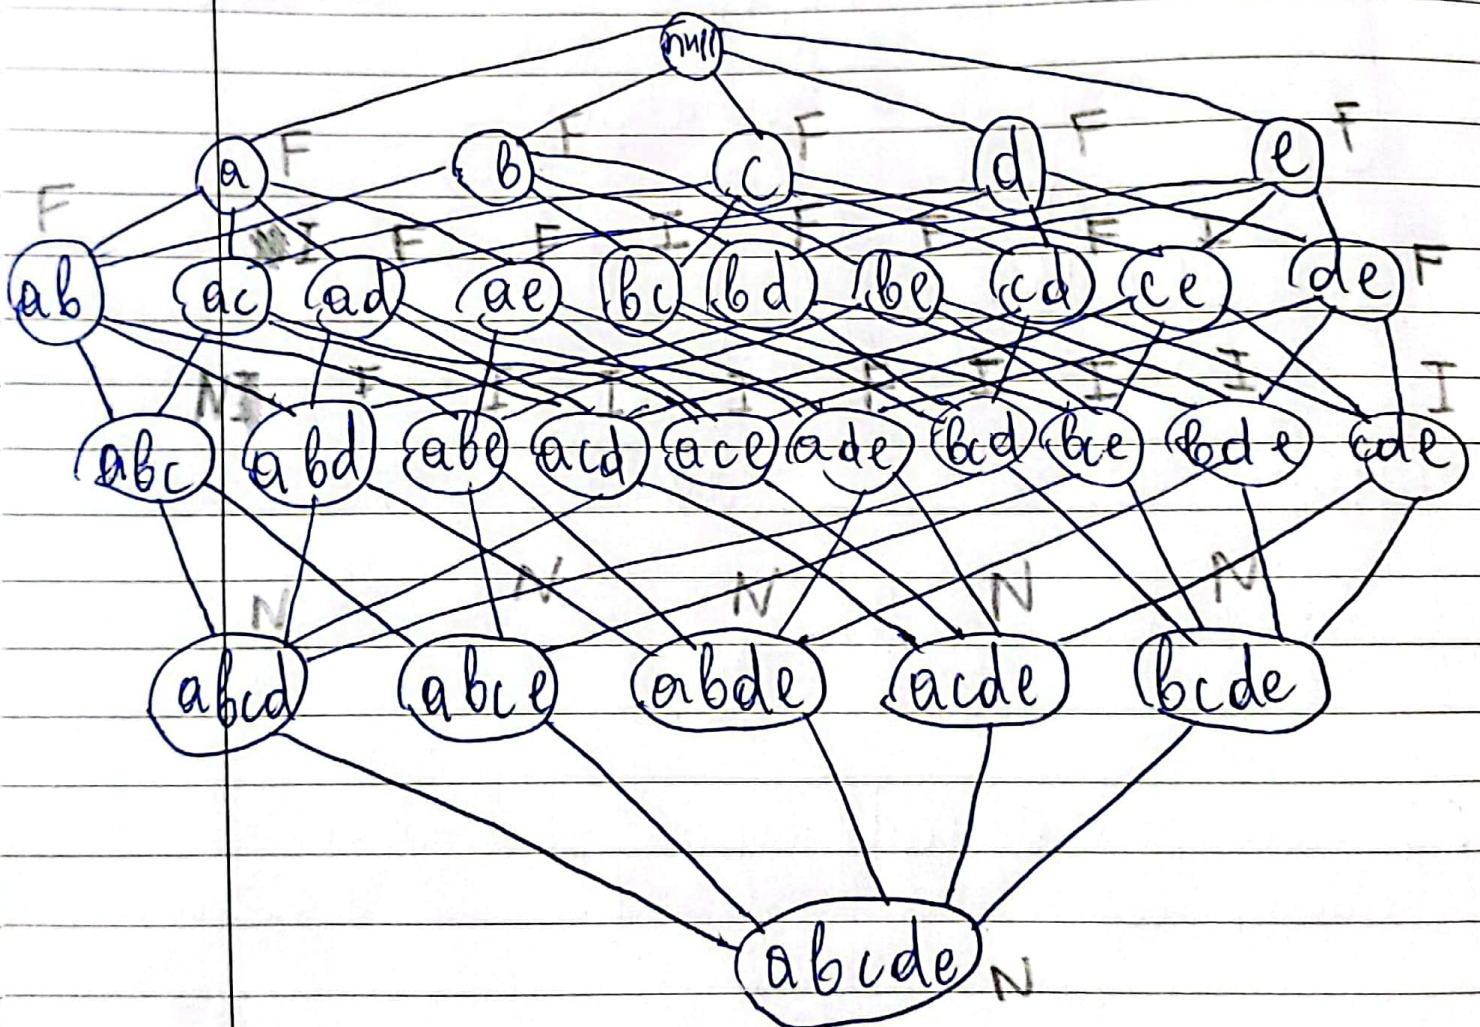 null
a F b F c F d F e F
F I F F I F F F I F
ab ac ad ae bc bd be cd ce de
N I F I I I F I I I I
abc abd abe acd ace ade bcd bce bde cde
N N N N N
abcd abce abde acde bcde
abcde N